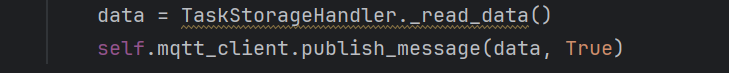 data = TaskStorageHandler._read_data()
self.mqtt_client.publish_message(data, True)